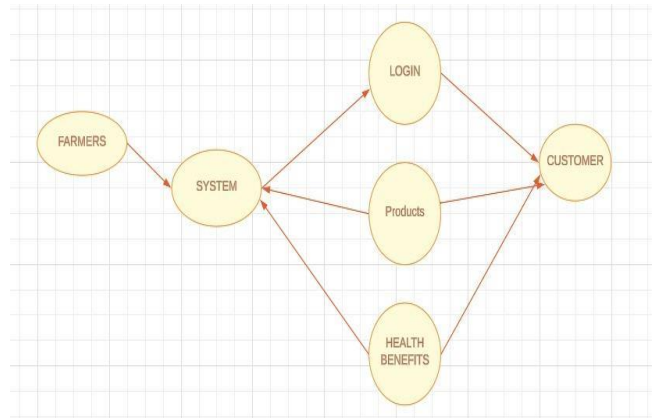 LOGIN
FARMERS
CUSTOMER
SYSTEM
Products
HEALTH
BENEFITS